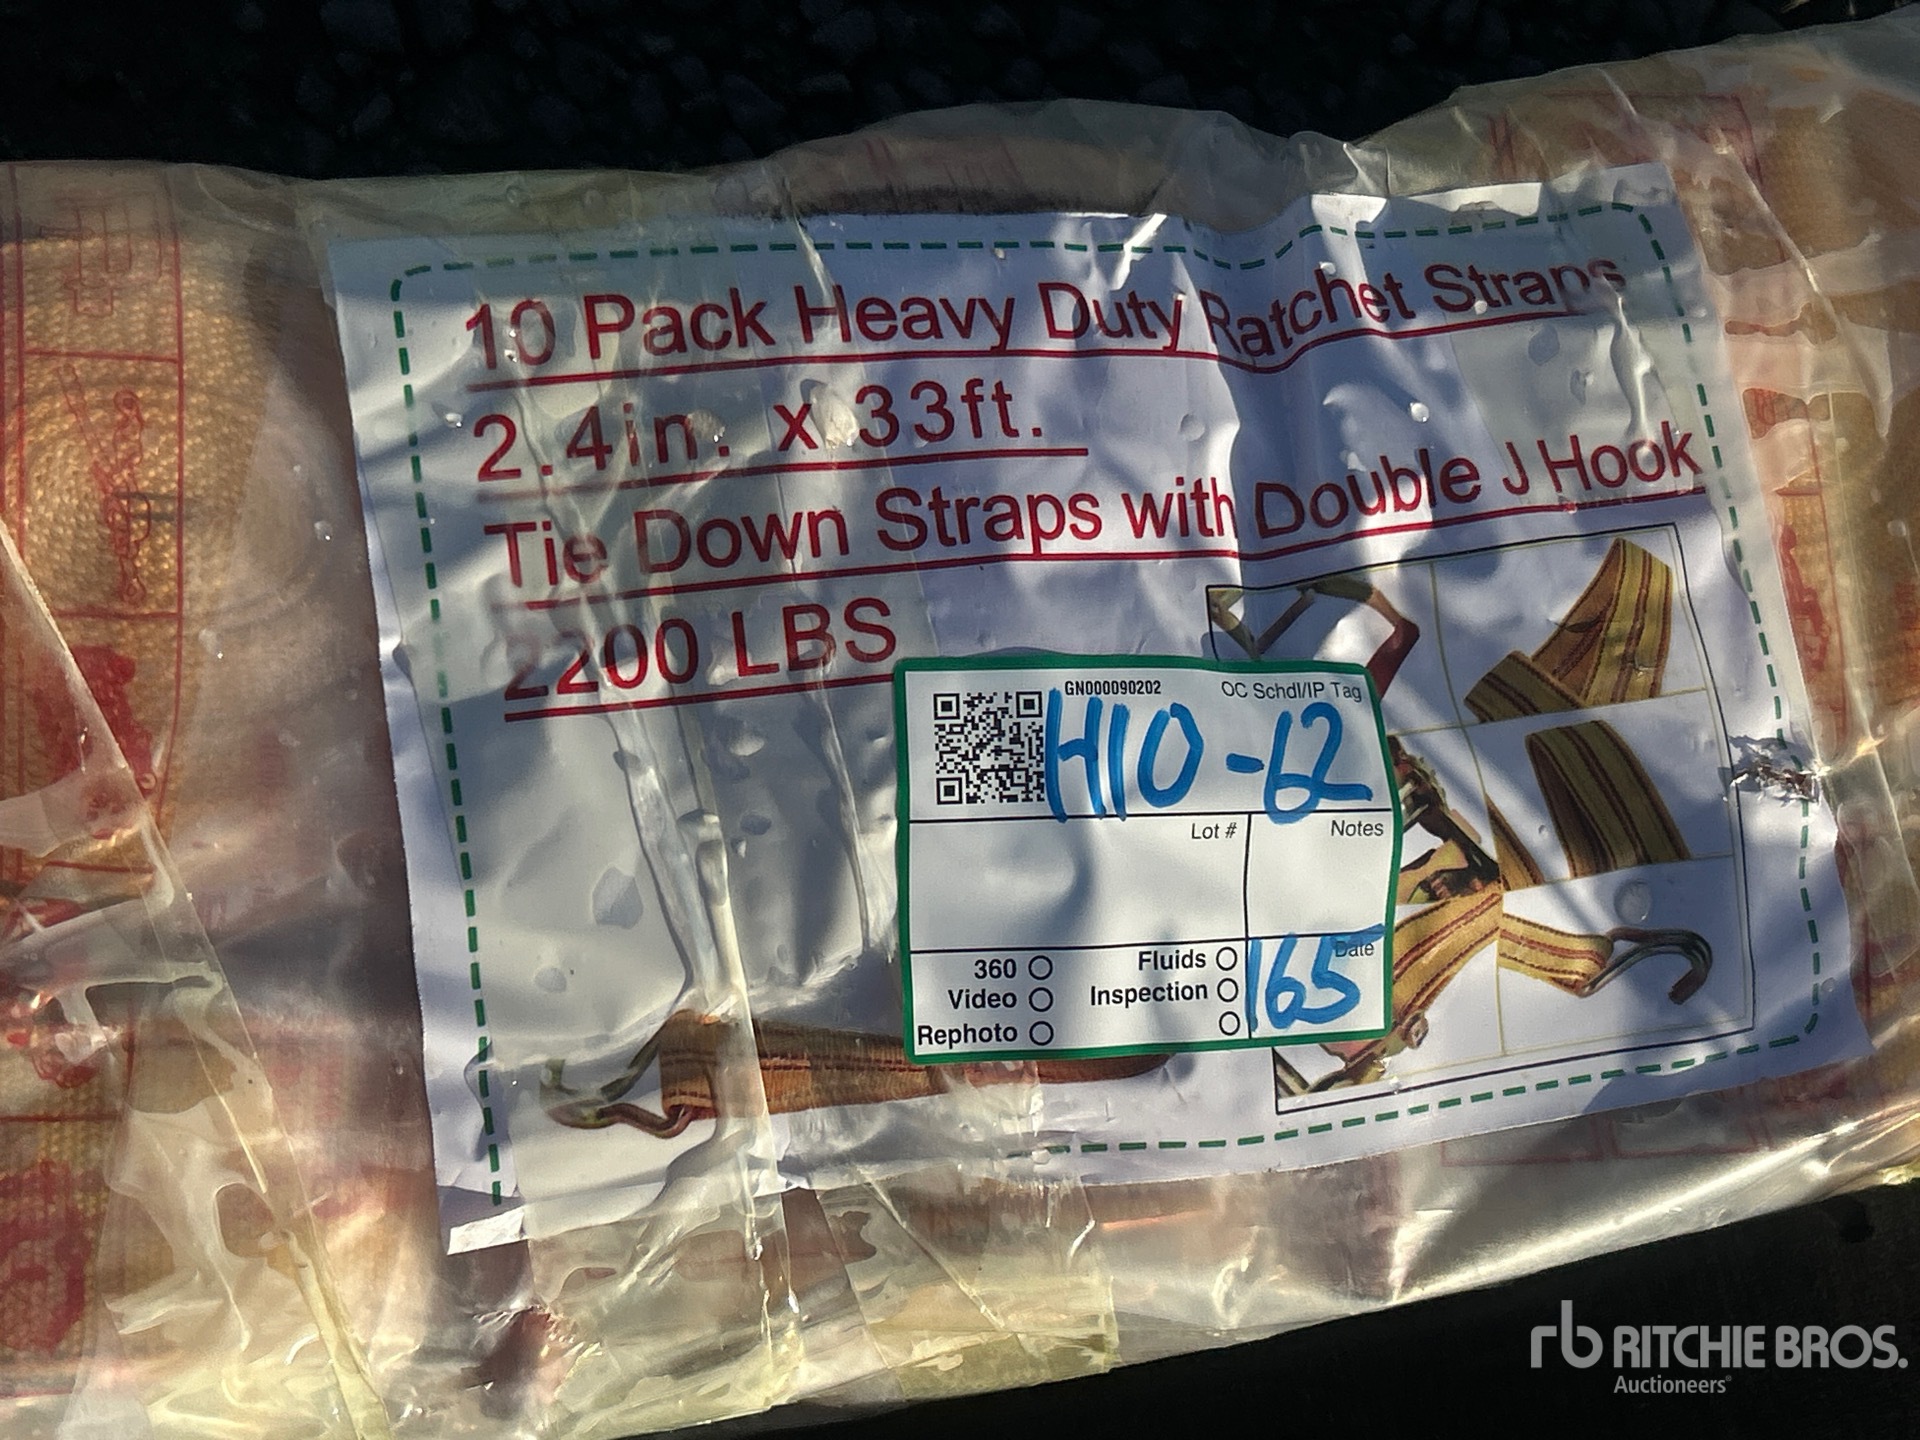 10 Pack Heavy Duty Ratchet Straps
2.4in. x 33ft.
Tie Down Straps with Double J Hook
2200 LBS
GN000090202
OC Schdl/IP Tag
H10-62
Lot #
Notes
360
Fluids
Date
Video
Inspection
165
Rephoto
rb RITCHIE BROS.
Auctioneers®